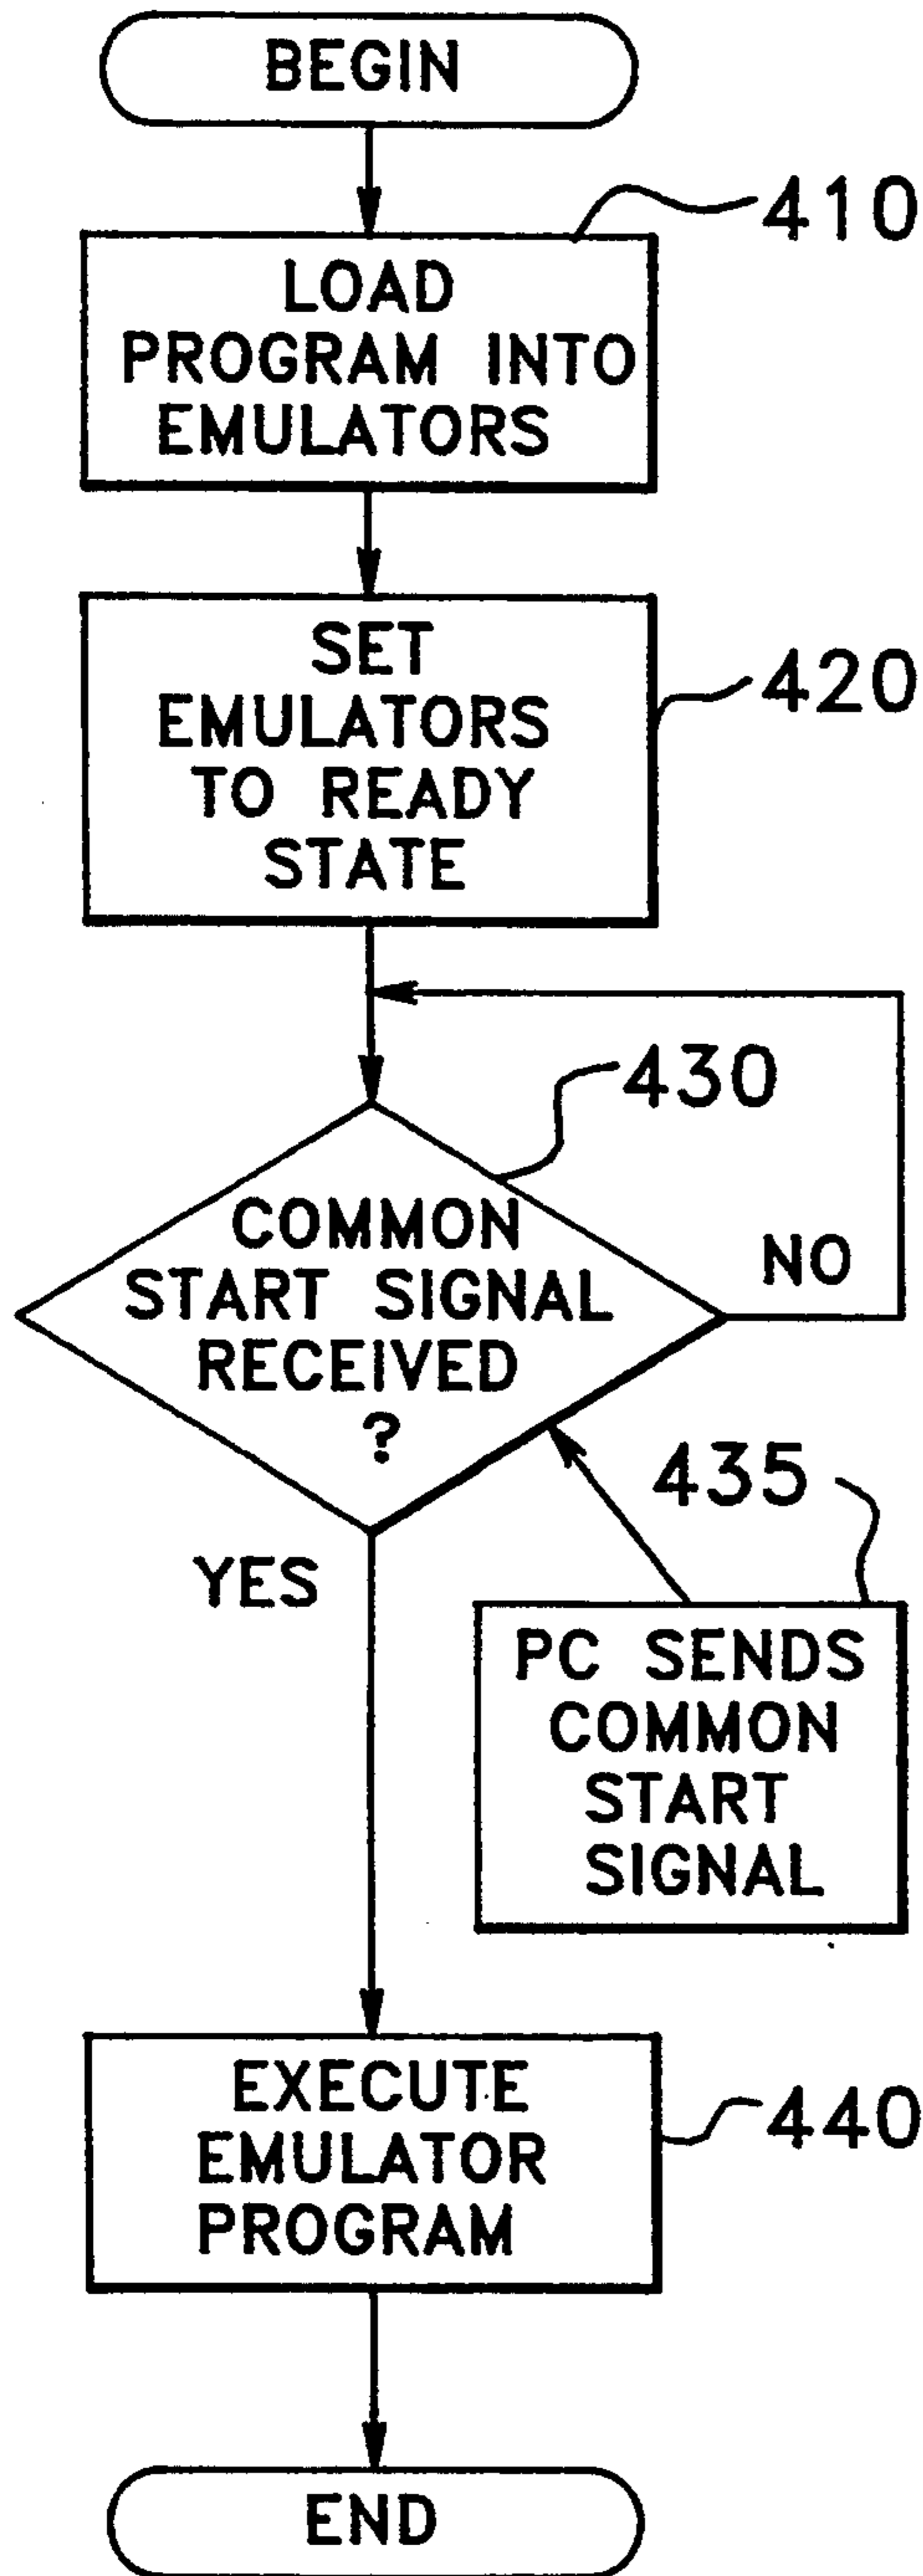 BEGIN
410
LOAD
PROGRAM INTO
EMULATORS
SET
EMULATORS
TO READY
STATE
420
430
COMMON
START SIGNAL
RECEIVED
?
NO
YES
435
PC SENDS
COMMON
START
SIGNAL
EXECUTE
EMULATOR
PROGRAM
440
END